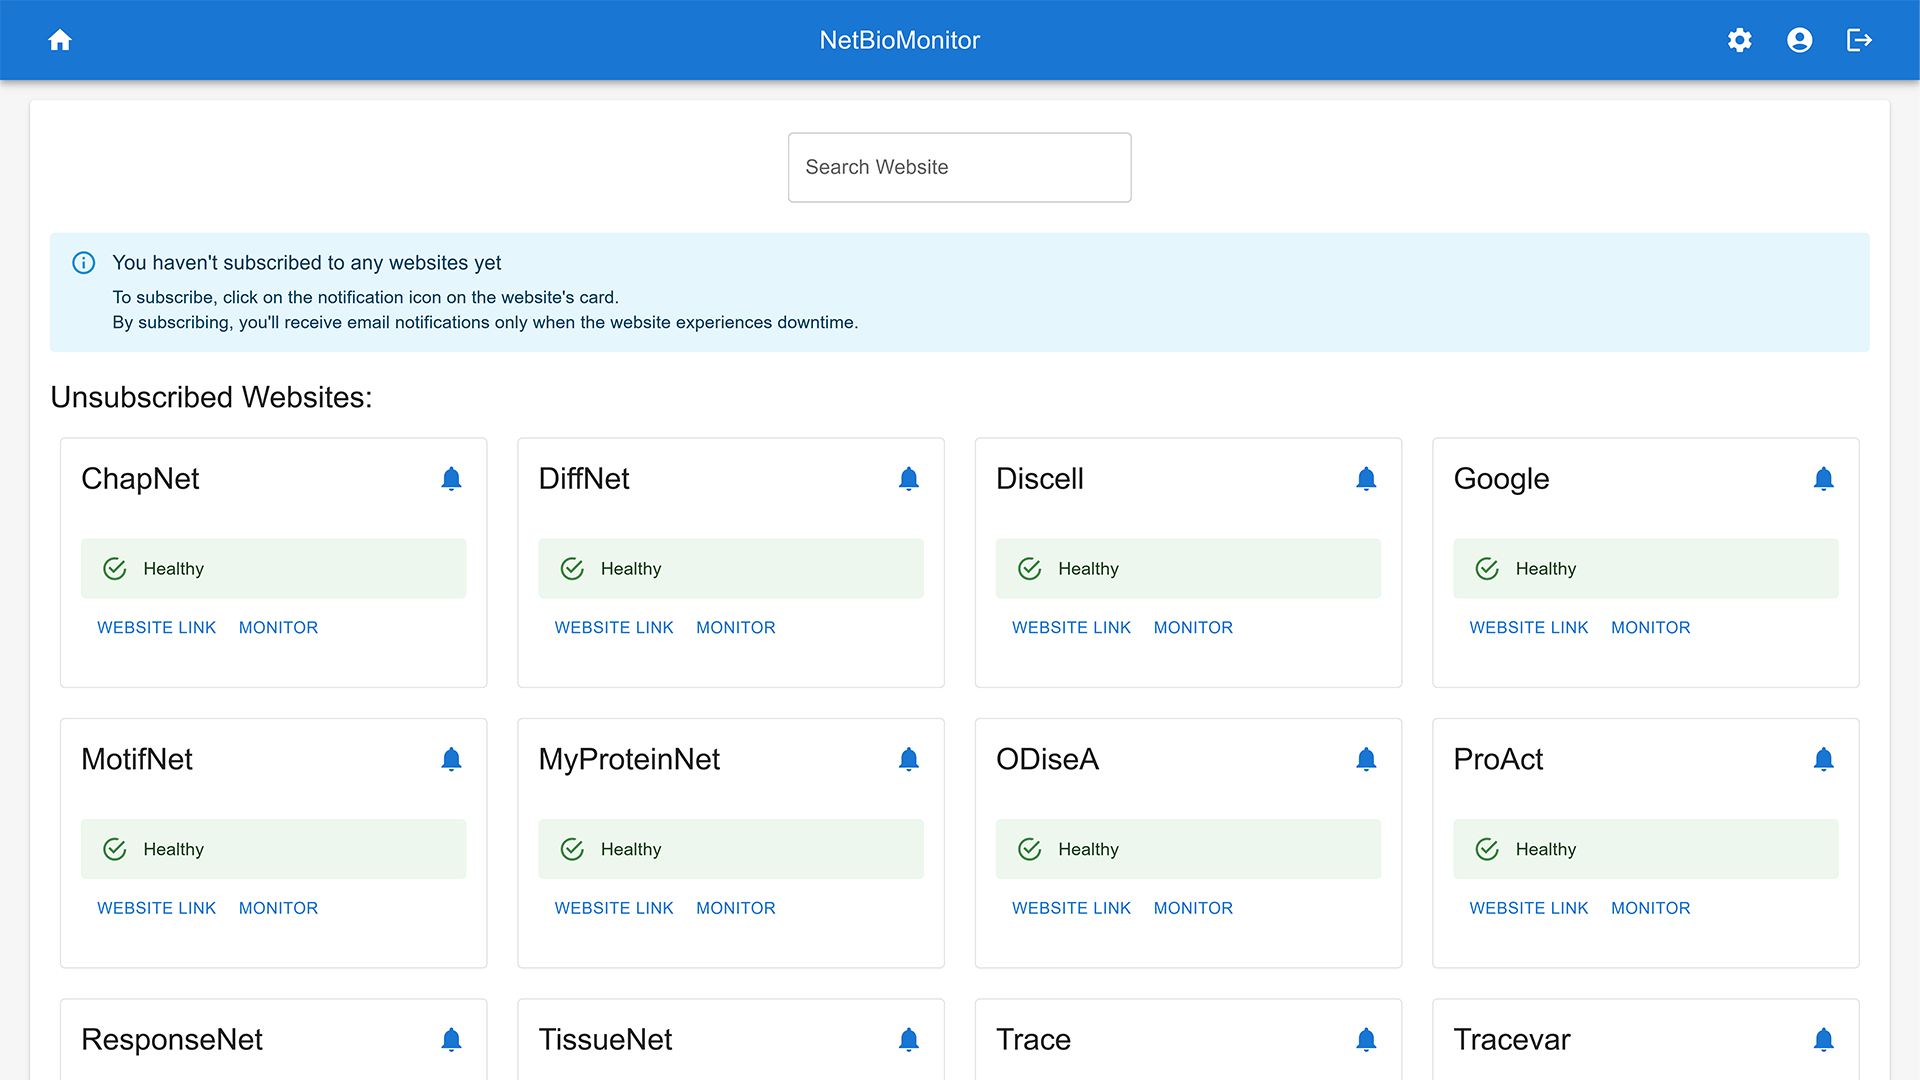 NetBioMonitor
Search Website
You haven't subscribed to any websites yet
To subscribe, click on the notification icon on the website's card.
By subscribing, you'll receive email notifications only when the website experiences downtime.
Unsubscribed Websites:
ChapNet
Healthy
WEBSITE LINK MONITOR
DiffNet
Healthy
WEBSITE LINK MONITOR
Discell
Healthy
WEBSITE LINK MONITOR
Google
Healthy
WEBSITE LINK MONITOR
MotifNet
Healthy
WEBSITE LINK MONITOR
MyProteinNet
Healthy
WEBSITE LINK MONITOR
ODiseA
Healthy
WEBSITE LINK MONITOR
ProAct
Healthy
WEBSITE LINK MONITOR
ResponseNet
TissueNet
Trace
Tracevar